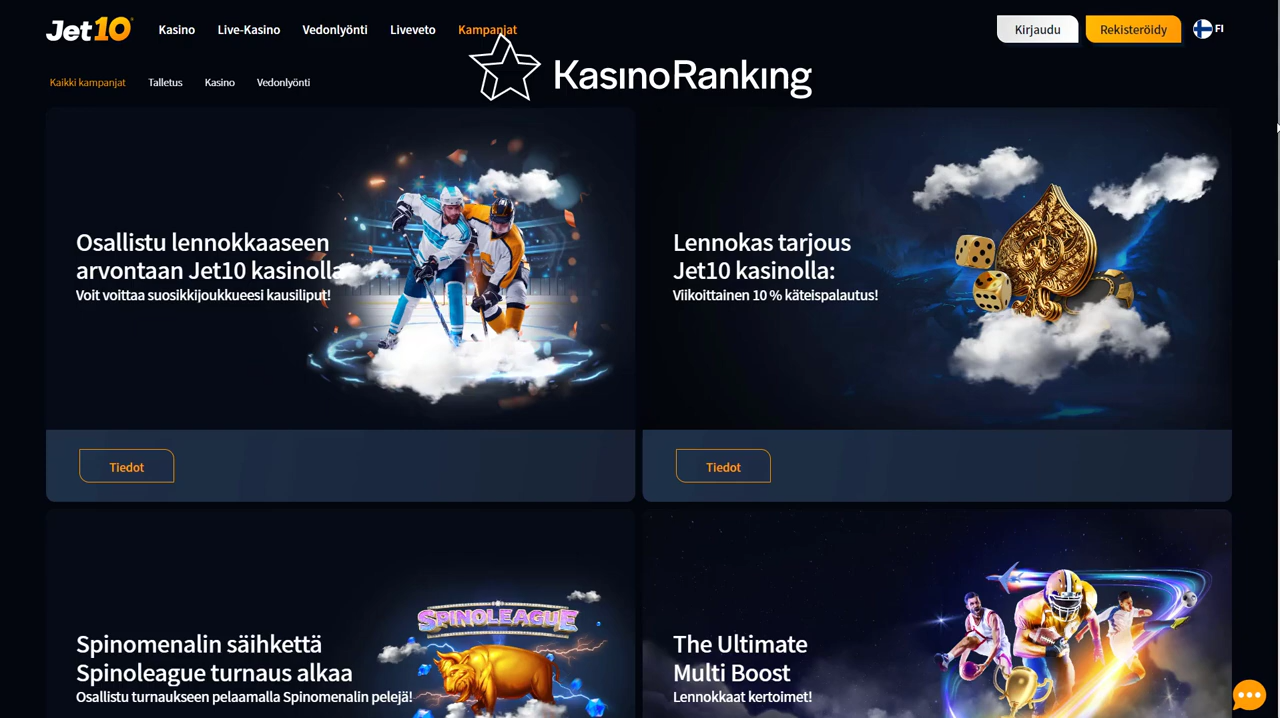 Jet10
Kasino Live-Kasino Vedonlyönti Liveveto Kampanjat
Kirjaudu Rekisteröidy FI
KasinoRanking
Kaikki kampanjat Talletus Kasino Vedonlyönti
Osallistu lennokkaaseen
arvontaan Jet10 kasinolla
Voit voittaa suosikkijoukkueesi kausiliput!
Tiedot
Lennokas tarjous
Jet10 kasinolla:
Viikoittainen 10 % käteispalautus!
Tiedot
SPINOLEAGUE
Spinomenalin säihkettä
Spinoleague turnaus alkaa
Osallistu turnaukseen pelaamalla Spinomenalin pelejä!
The Ultimate
Multi Boost
Lennokkaat kertoimet!